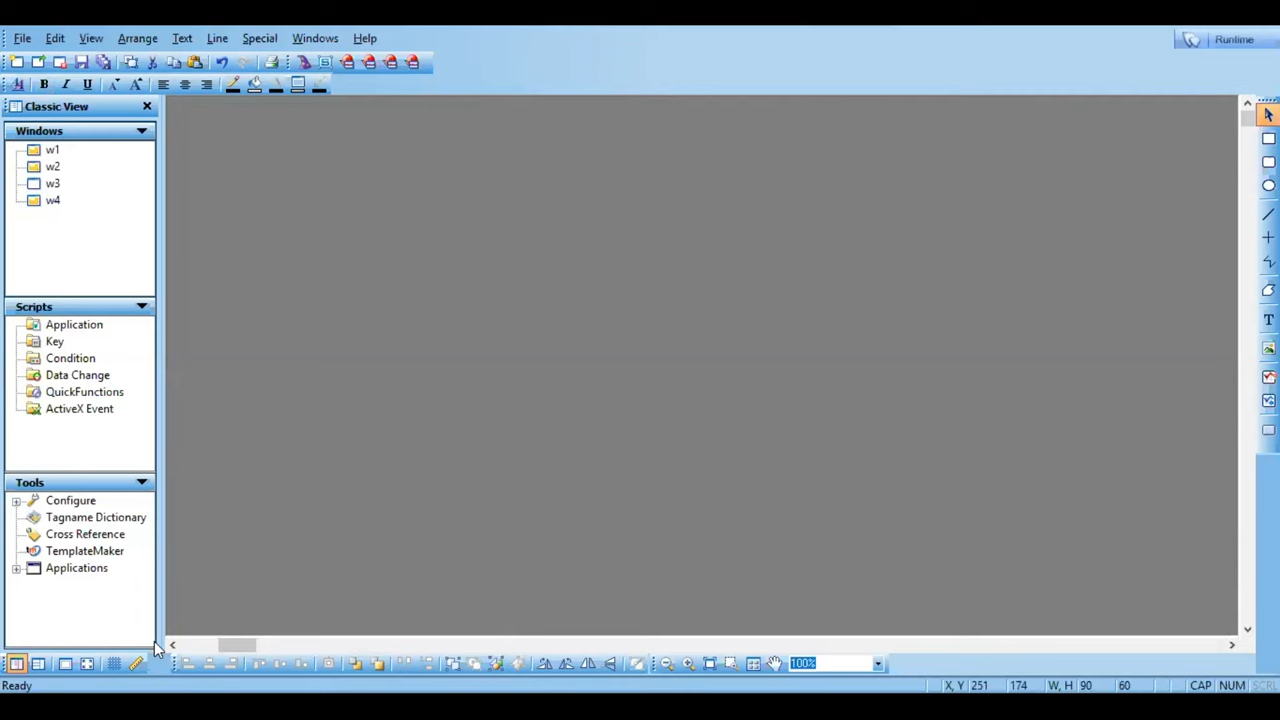 File Edit View Arrange Text Line Special Windows Help
Runtime
Classic View
Windows
w1
w2
w3
w4
Scripts
Application
Key
Condition
Data Change
QuickFunctions
ActiveX Event
Tools
Configure
Tagname Dictionary
Cross Reference
TemplateMaker
Applications
100%
Ready X, Y 251 174 W, H 90 60 CAP NUM SCRL